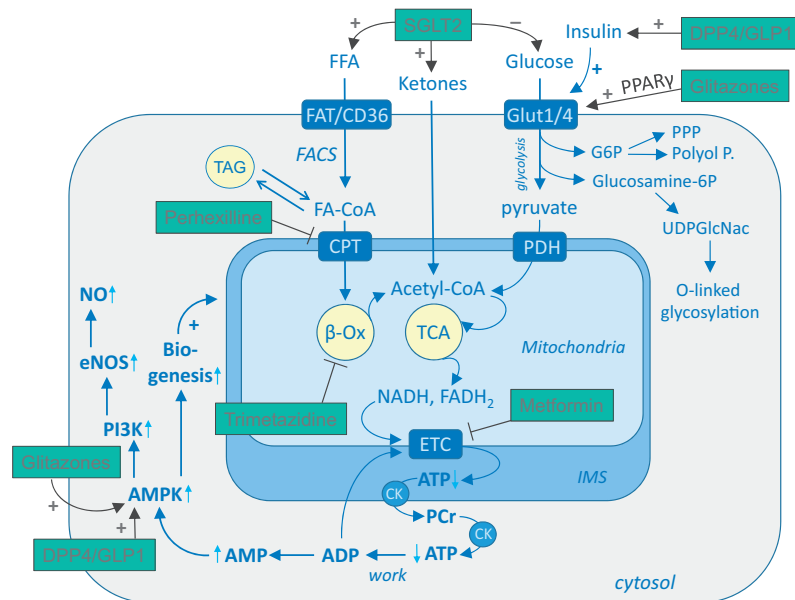 SGLT2
+
+
−
FFA
Ketones
Glucose
Insulin
+
DPP4/GLP1
+
+
PPARγ
Glitazones
FAT/CD36
Glut1/4
FACS
glycolysis
G6P
PPP
Polyol P.
Glucosamine-6P
TAG
FA-CoA
pyruvate
UDPGlcNac
Perhexilline
CPT
PDH
O-linked
glycosylation
Acetyl-CoA
NO↑
β-Ox
TCA
Mitochondria
+
eNOS↑
Bio-
genesis↑
NADH, FADH₂
Trimetazidine
Metformin
PI3K↑
ETC
Glitazones
IMS
ATP↓
AMPK↑
+
CK
PCr
CK
+
DPP4/GLP1
↑AMP
ADP
↓ATP
work
cytosol